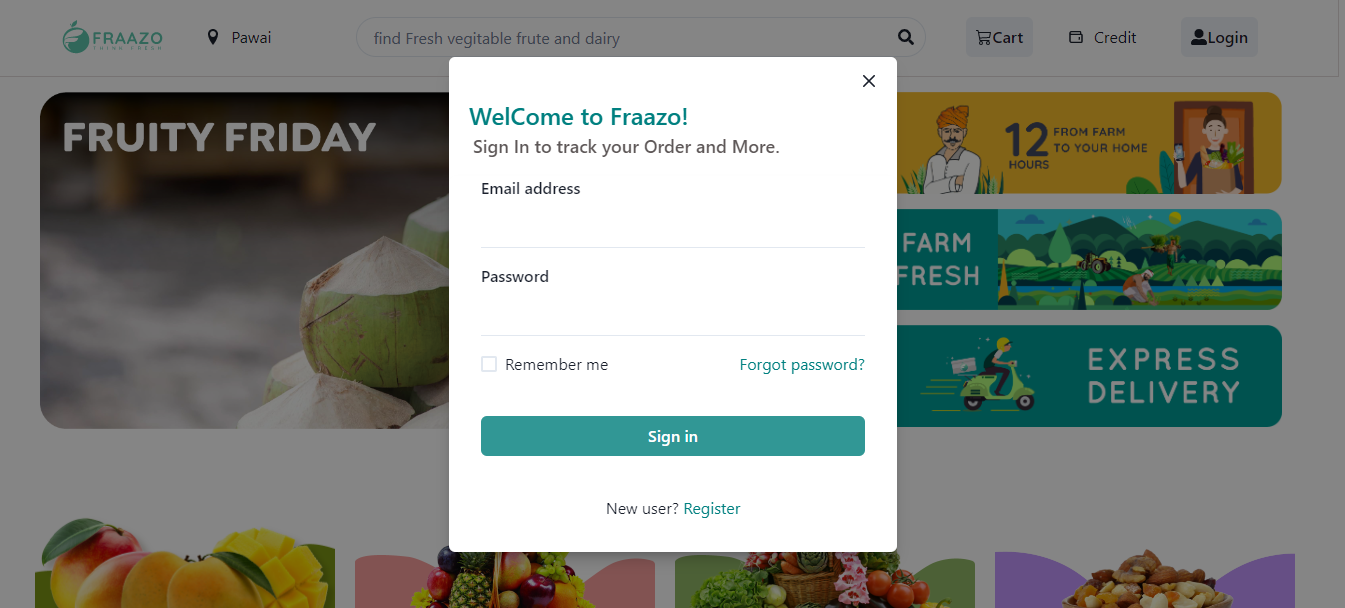 FRAAZO
THINK FRESH
Pawai
find Fresh vegitable frute and dairy
Cart
Credit
Login
FRUITY FRIDAY
WelCome to Fraazo!
Sign In to track your Order and More.
Email address
Password
Remember me
Forgot password?
Sign in
New user? Register
12
HOURS
FROM FARM
TO YOUR HOME
FARM
FRESH
EXPRESS
DELIVERY